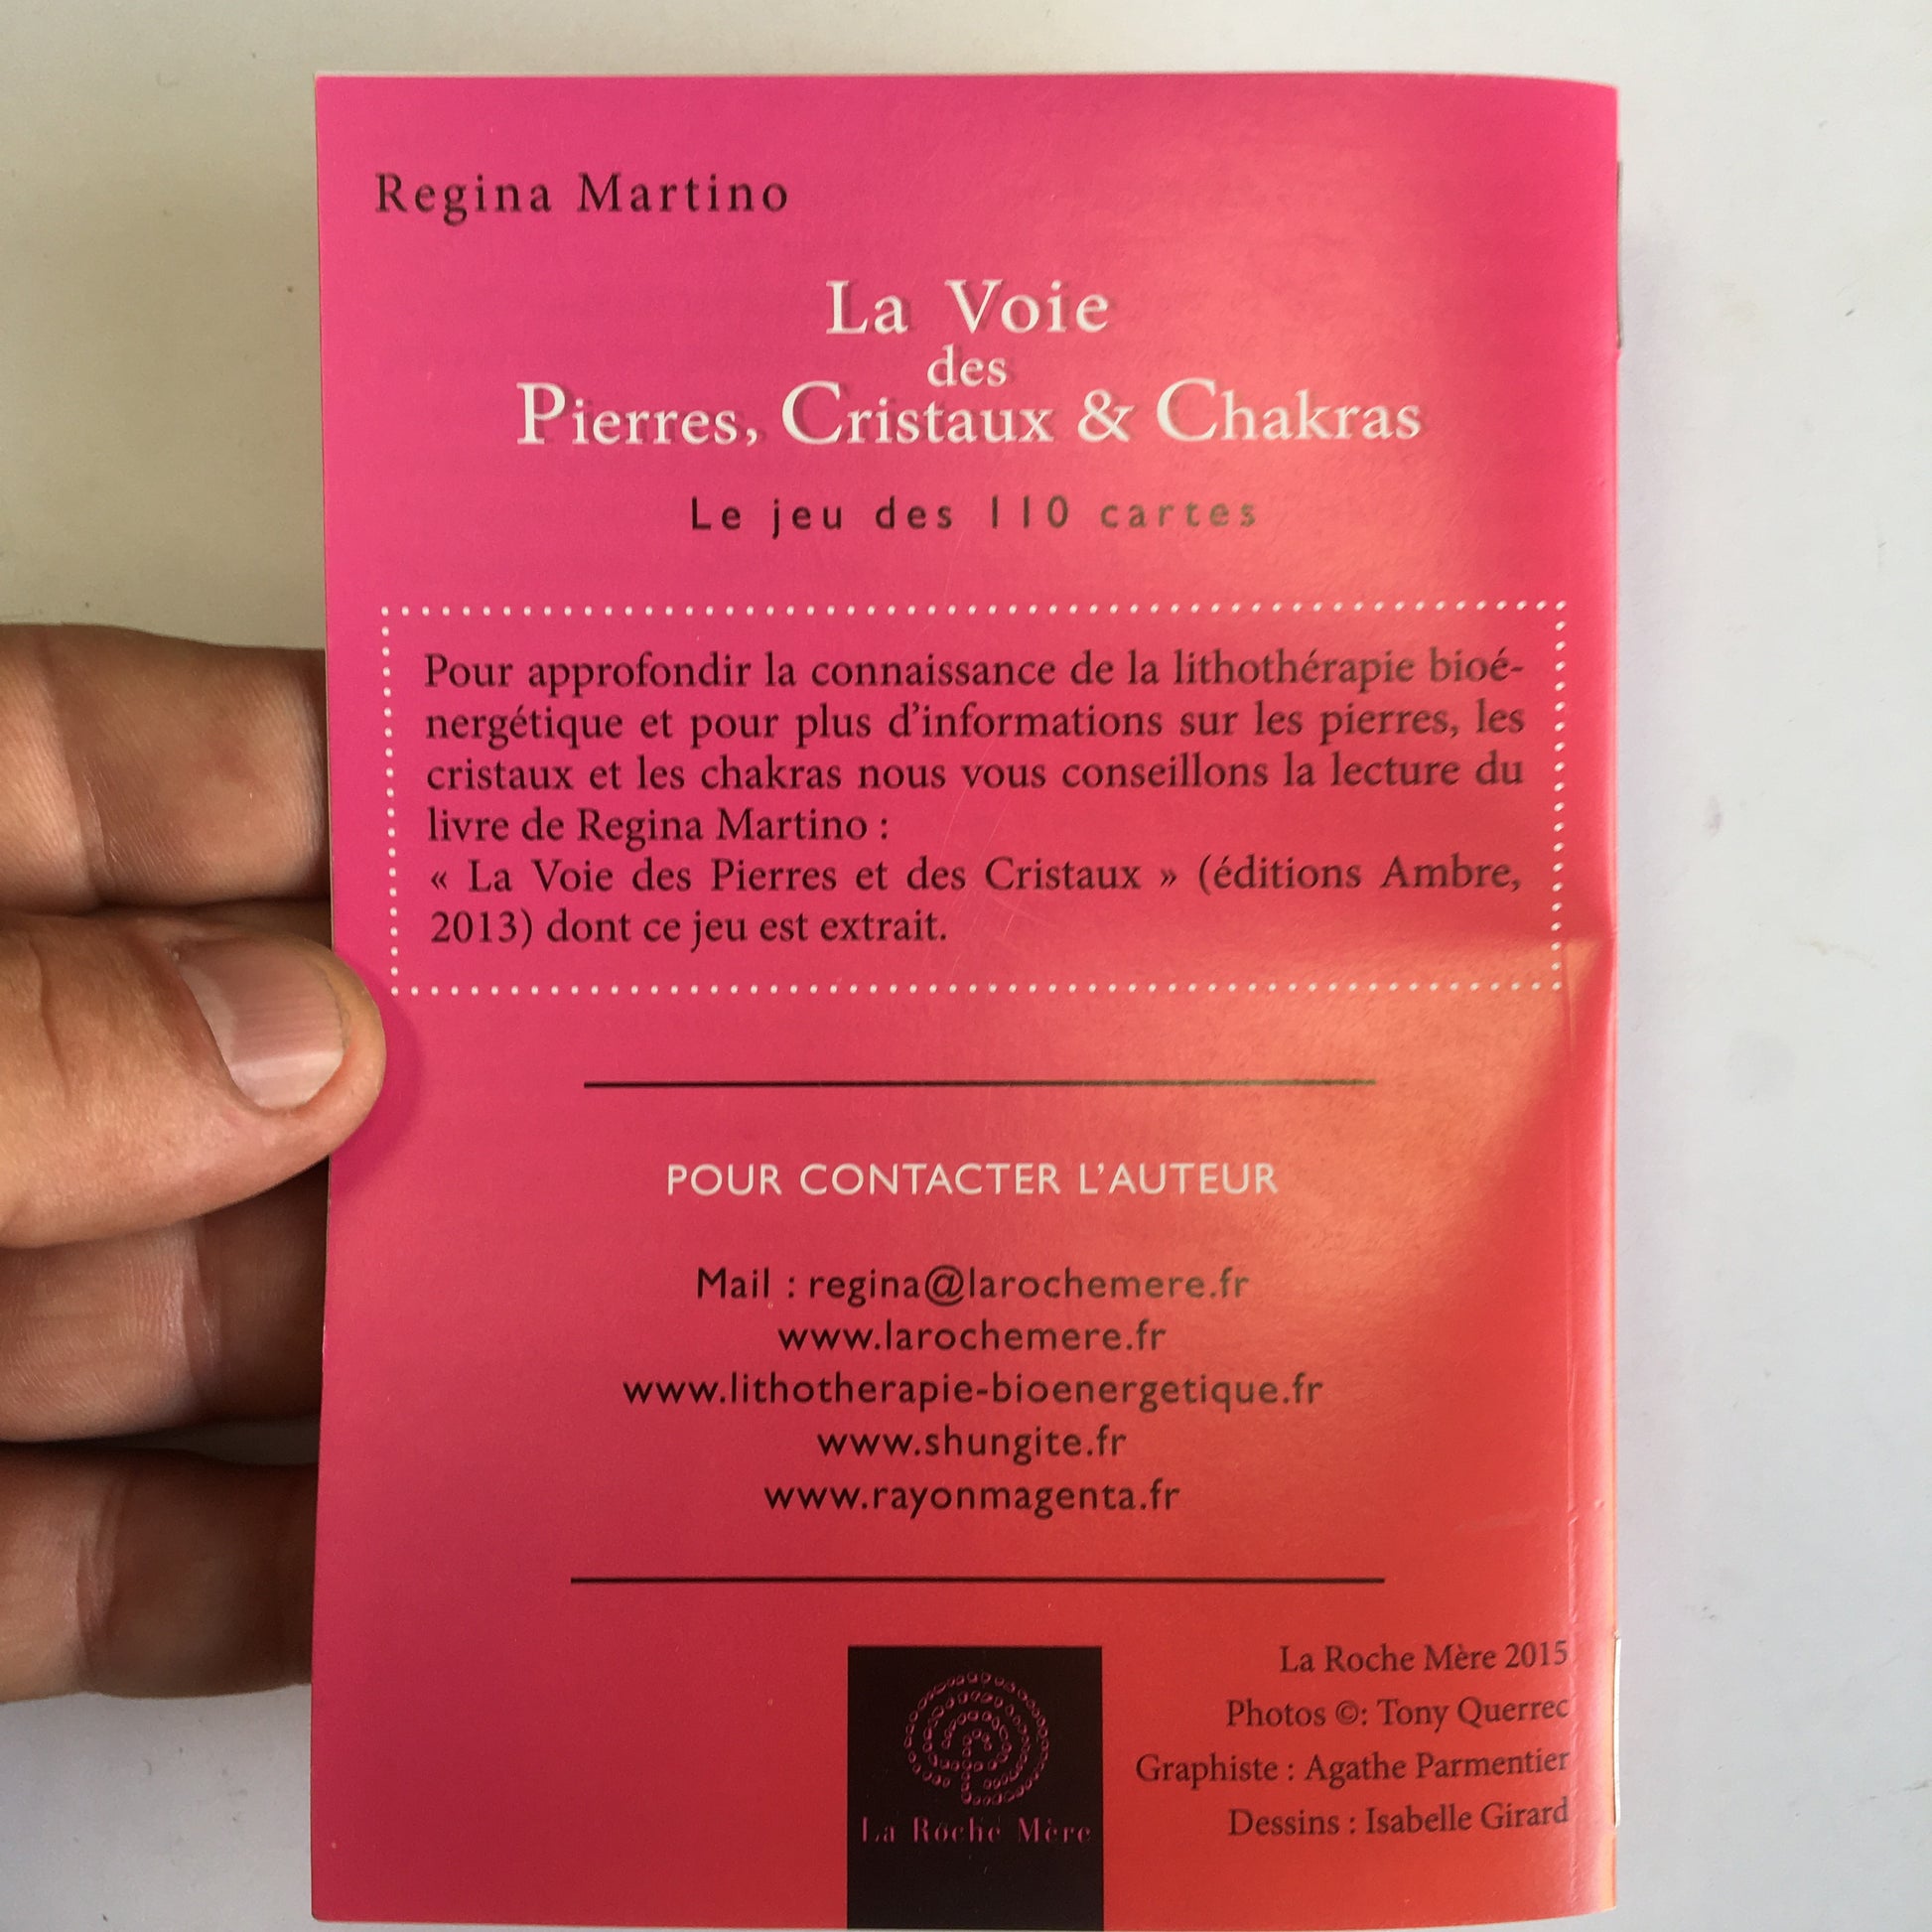 Regina Martino
La Voie
des
Pierres, Cristaux & Chakras
Le jeu des 110 cartes
Pour approfondir la connaissance de la lithothérapie bioé-
nergétique et pour plus d'informations sur les pierres, les
cristaux et les chakras nous vous conseillons la lecture du
livre de Regina Martino :
« La Voie des Pierres et des Cristaux » (éditions Ambre,
2013) dont ce jeu est extrait.
POUR CONTACTER L'AUTEUR
Mail : regina@larochemere.fr
www.larochemere.fr
www.lithotherapie-bioenergetique.fr
www.shungite.fr
www.rayonmagenta.fr
La Roche Mère
La Roche Mère 2015
Photos ©: Tony Querrec
Graphiste : Agathe Parmentier
Dessins : Isabelle Girard